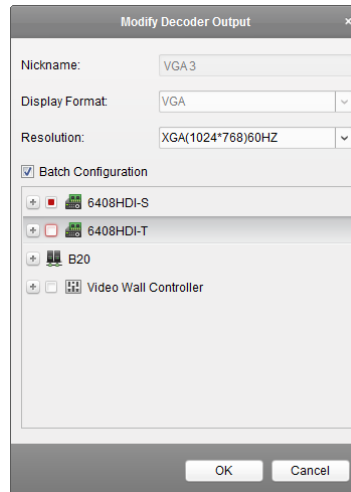 Modify Decoder Output ×
Nickname: VGA 3
Display Format: VGA
Resolution: XGA(1024*768)60HZ
Batch Configuration
6408HDI-S
6408HDI-T
B20
Video Wall Controller
OK Cancel